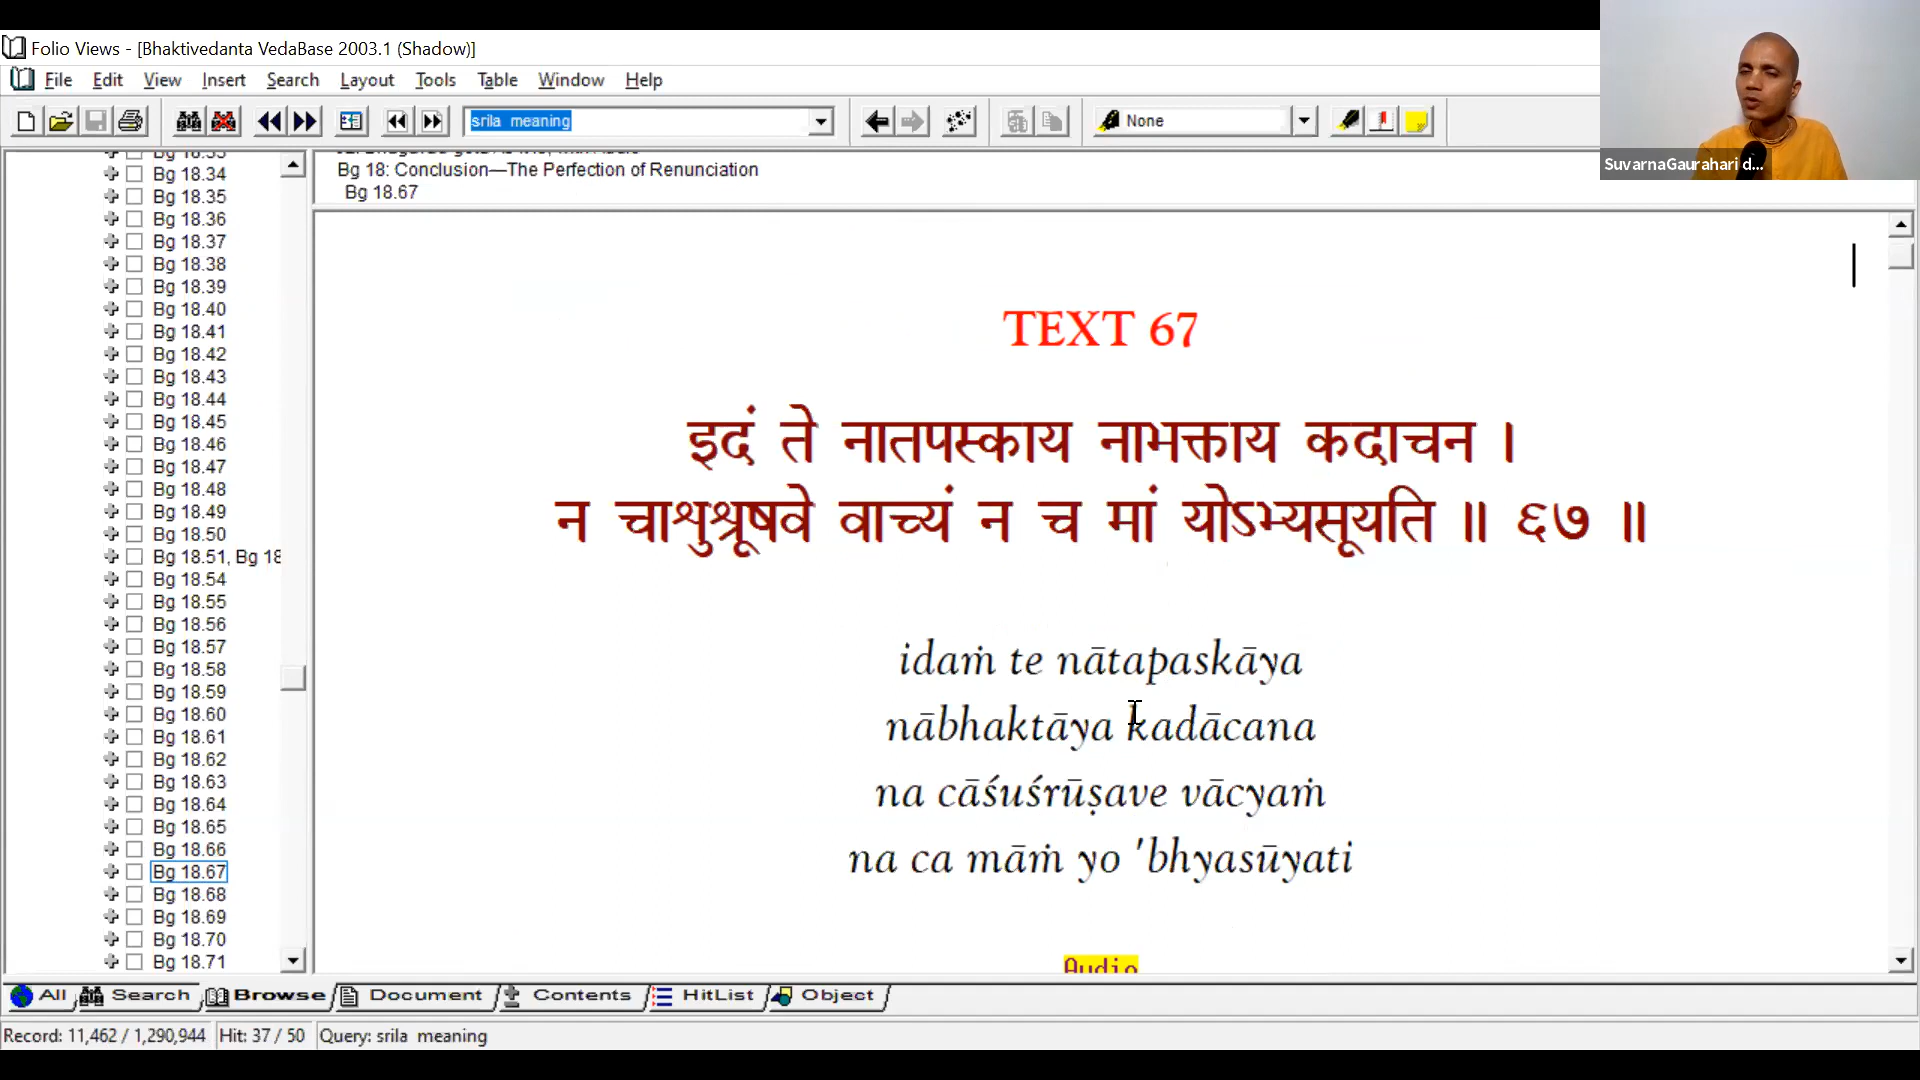 Folio Views - [Bhaktivedanta VedaBase 2003.1 (Shadow)]
File Edit View Insert Search Layout Tools Table Window Help
srila meaning
None
SuvarnaGaurahari d...
Bg 18: Conclusion—The Perfection of Renunciation
Bg 18.67
Bg 18.34
Bg 18.35
Bg 18.36
Bg 18.37
Bg 18.38
Bg 18.39
Bg 18.40
Bg 18.41
Bg 18.42
Bg 18.43
Bg 18.44
Bg 18.45
Bg 18.46
Bg 18.47
Bg 18.48
Bg 18.49
Bg 18.50
Bg 18.51, Bg 18
Bg 18.54
Bg 18.55
Bg 18.56
Bg 18.57
Bg 18.58
Bg 18.59
Bg 18.60
Bg 18.61
Bg 18.62
Bg 18.63
Bg 18.64
Bg 18.65
Bg 18.66
Bg 18.67
Bg 18.68
Bg 18.69
Bg 18.70
Bg 18.71
TEXT 67
इदं ते नातपस्काय नाभक्ताय कदाचन ।
न चाशुश्रूषवे वाच्यं न च मां योऽभ्यसूयति ॥ ६७ ॥
idaṁ te nātapaskāya
nābhaktāya kadācana
na cāśuśrūṣave vācyaṁ
na ca māṁ yo 'bhyasūyati
Audio
All Search Browse Document Contents HitList Object
Record: 11,462 / 1,290,944 Hit: 37 / 50 Query: srila meaning